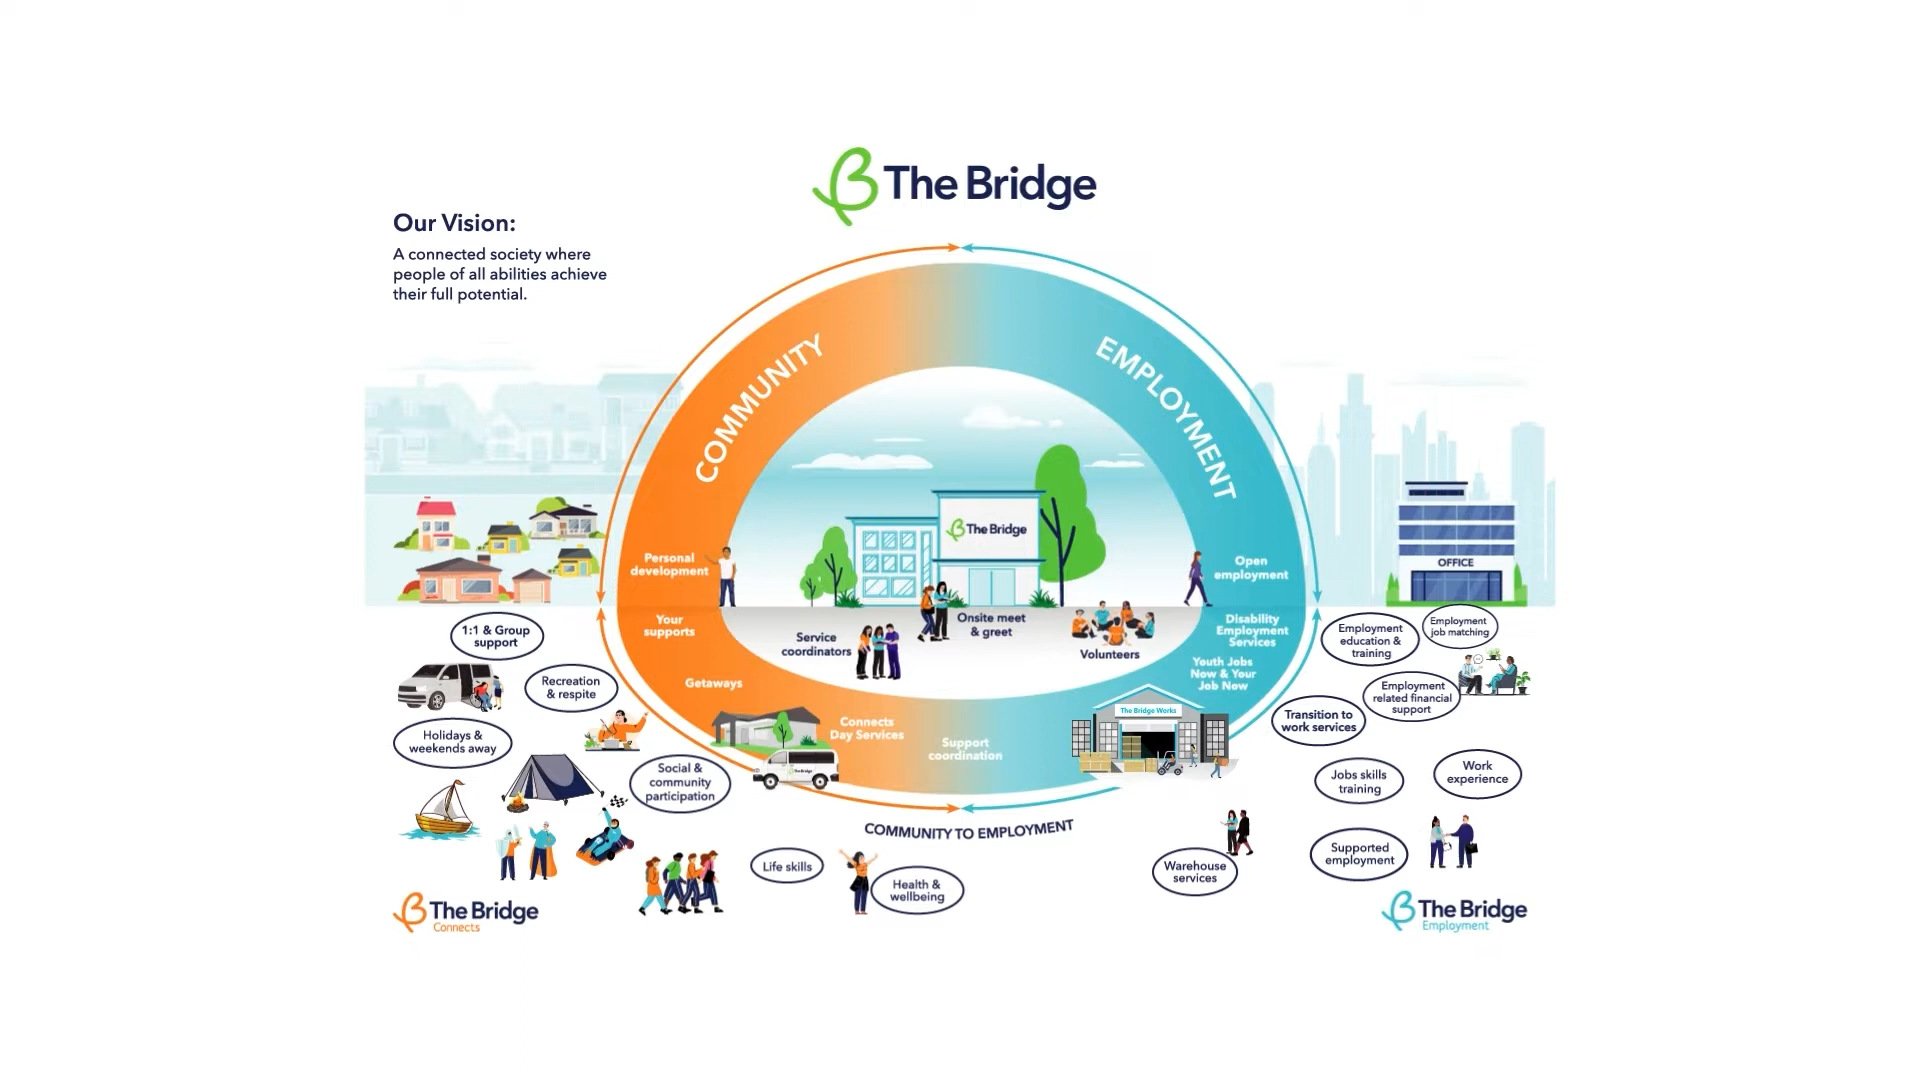 The Bridge
Our Vision:
A connected society where
people of all abilities achieve
their full potential.
COMMUNITY
EMPLOYMENT
The Bridge
Personal
development
Your
supports
Getaways
Connects
Day Services
Support
coordination
Open
employment
Disability
Employment
Services
Youth Jobs
Now & Your
Job Now
Service
coordinators
Onsite meet
& greet
Volunteers
The Bridge Works
The Bridge
OFFICE
1:1 & Group
support
Recreation
& respite
Holidays &
weekends away
Social &
community
participation
Life skills
Health &
wellbeing
COMMUNITY TO EMPLOYMENT
Employment
education &
training
Employment
job matching
Employment
related financial
support
Transition to
work services
Jobs skills
training
Work
experience
Supported
employment
Warehouse
services
The Bridge
Connects
The Bridge
Employment